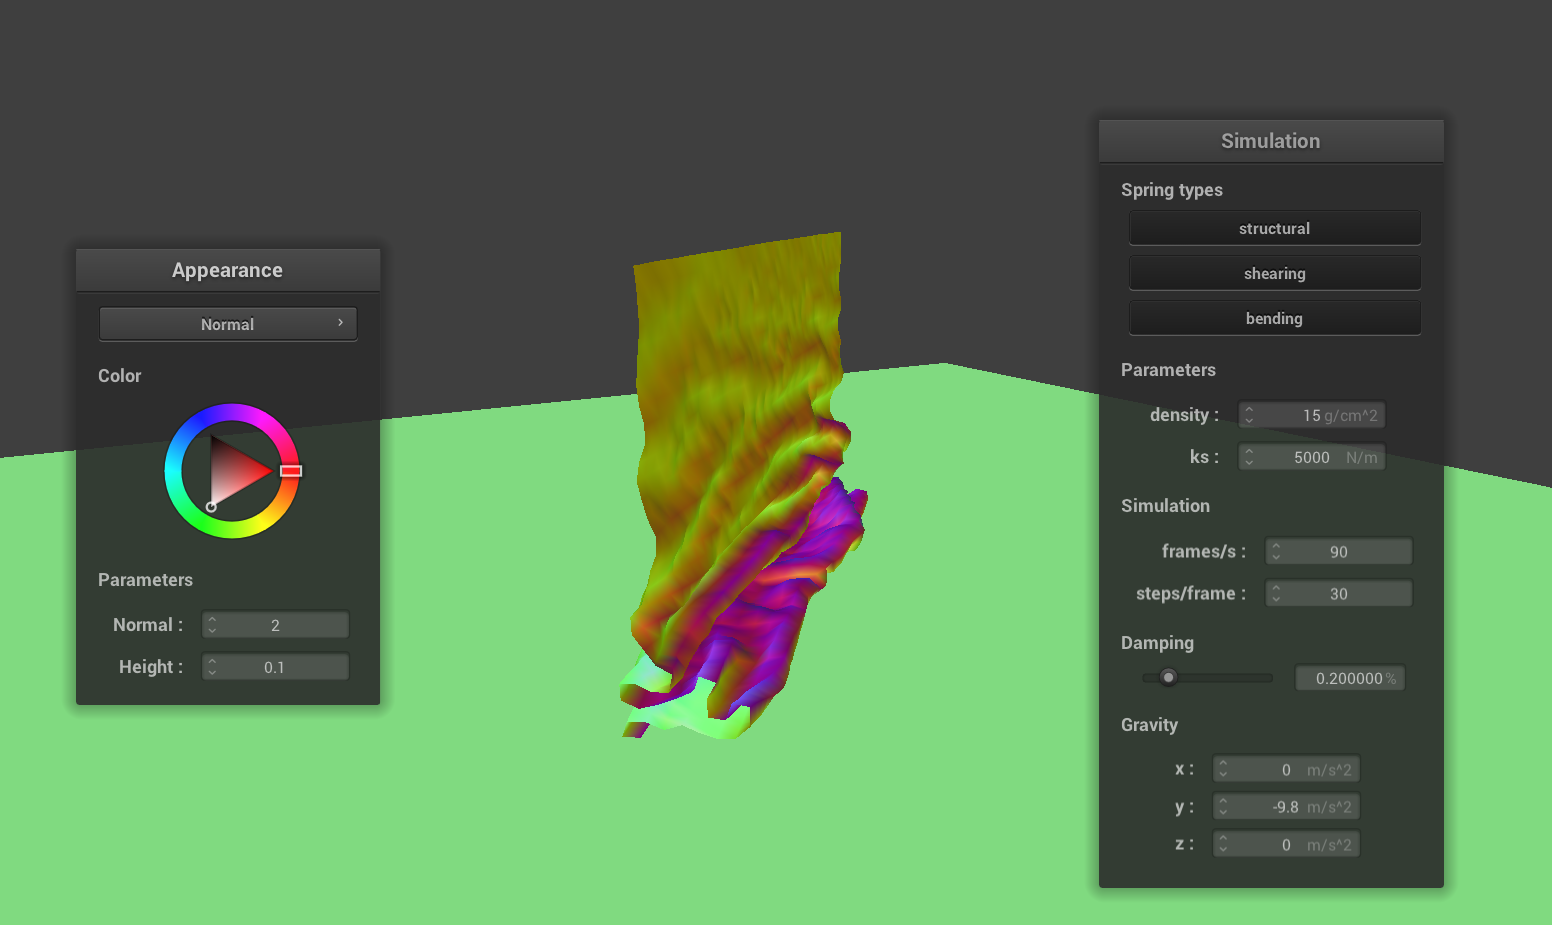 Appearance
Normal
Color
Parameters
Normal : 2
Height : 0.1
Simulation
Spring types
structural
shearing
bending
Parameters
density : 15 g/cm^2
ks : 5000 N/m
Simulation
frames/s : 90
steps/frame : 30
Damping
0.200000 %
Gravity
x : 0 m/s^2
y : -9.8 m/s^2
z : 0 m/s^2